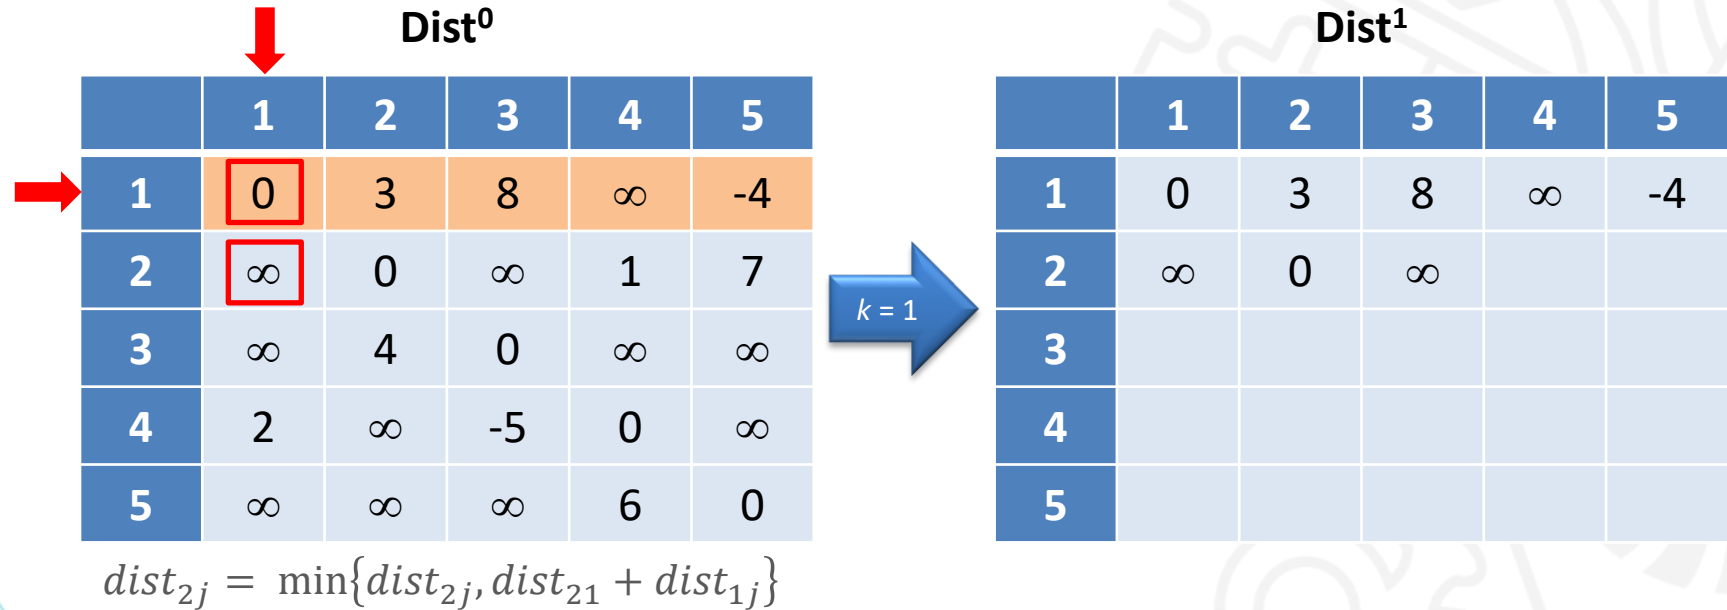 Dist⁰
1 2 3 4 5
1 0 3 8 ∞ -4
2 ∞ 0 ∞ 1 7
3 ∞ 4 0 ∞ ∞
4 2 ∞ -5 0 ∞
5 ∞ ∞ ∞ 6 0
dist₂ⱼ = min{dist₂ⱼ, dist₂₁ + dist₁ⱼ}
k = 1
Dist¹
1 2 3 4 5
1 0 3 8 ∞ -4
2 ∞ 0 ∞
3
4
5